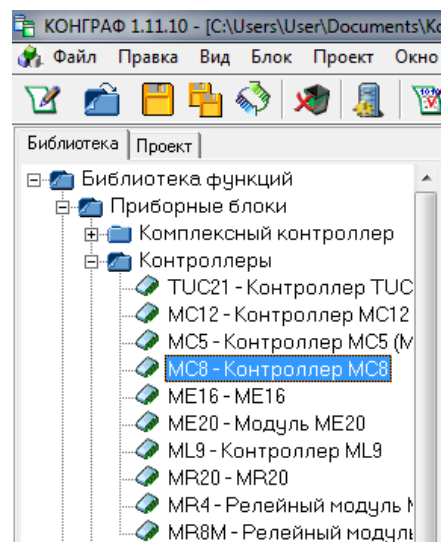 КОНГРАФ 1.11.10 - [C:\Users\User\Documents\Ko
Файл Правка Вид Блок Проект Окно
Библиотека Проект
Библиотека функций
Приборные блоки
Комплексный контроллер
Контроллеры
TUC21 - Контроллер TUC
MC12 - Контроллер MC12
MC5 - Контроллер MC5 (M
MC8 - Контроллер MC8
ME16 - ME16
ME20 - Модуль ME20
ML9 - Контроллер ML9
MR20 - MR20
MR4 - Релейный модуль М
MR8M - Релейный модуль